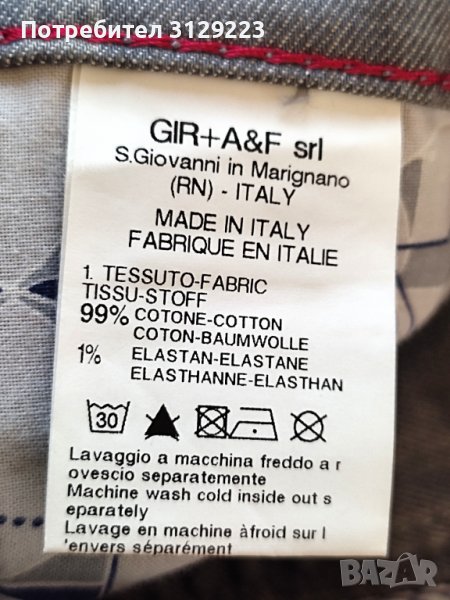 Потребител 3129223
GIR+A&F srl
S.Giovanni in Marignano
(RN) - ITALY
MADE IN ITALY
FABRIQUE EN ITALIE
1. TESSUTO-FABRIC
TISSU-STOFF
99% COTONE-COTTON
COTON-BAUMWOLLE
1% ELASTAN-ELASTANE
ELASTHANNE-ELASTHAN
30
Lavaggio a macchina freddo a r
ovescio separatemente
Machine wash cold inside out s
eparately
Lavage en machine àfroid sur l
'envers séparément
BAZAR